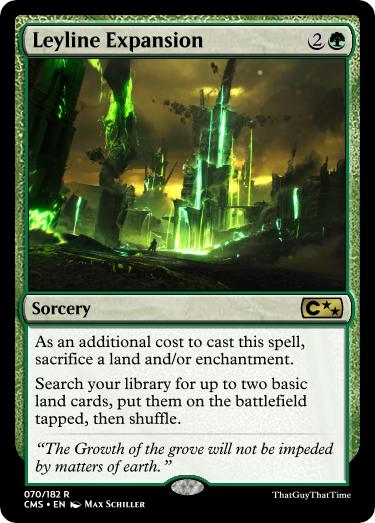 Leyline Expansion 2
Sorcery C
As an additional cost to cast this spell,
sacrifice a land and/or enchantment.
Search your library for up to two basic
land cards, put them on the battlefield
tapped, then shuffle.
“The Growth of the grove will not be impeded
by matters of earth.”
070/182 R
CMS • EN Max Schiller
ThatGuyThatTime